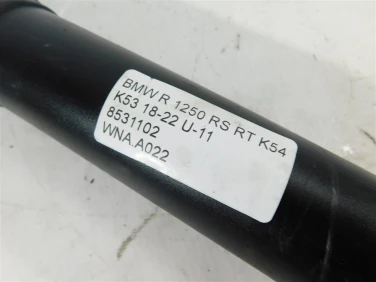 BMW R 1250 RS RT K54
K53 18-22 U-11
8531102
WNA.A022